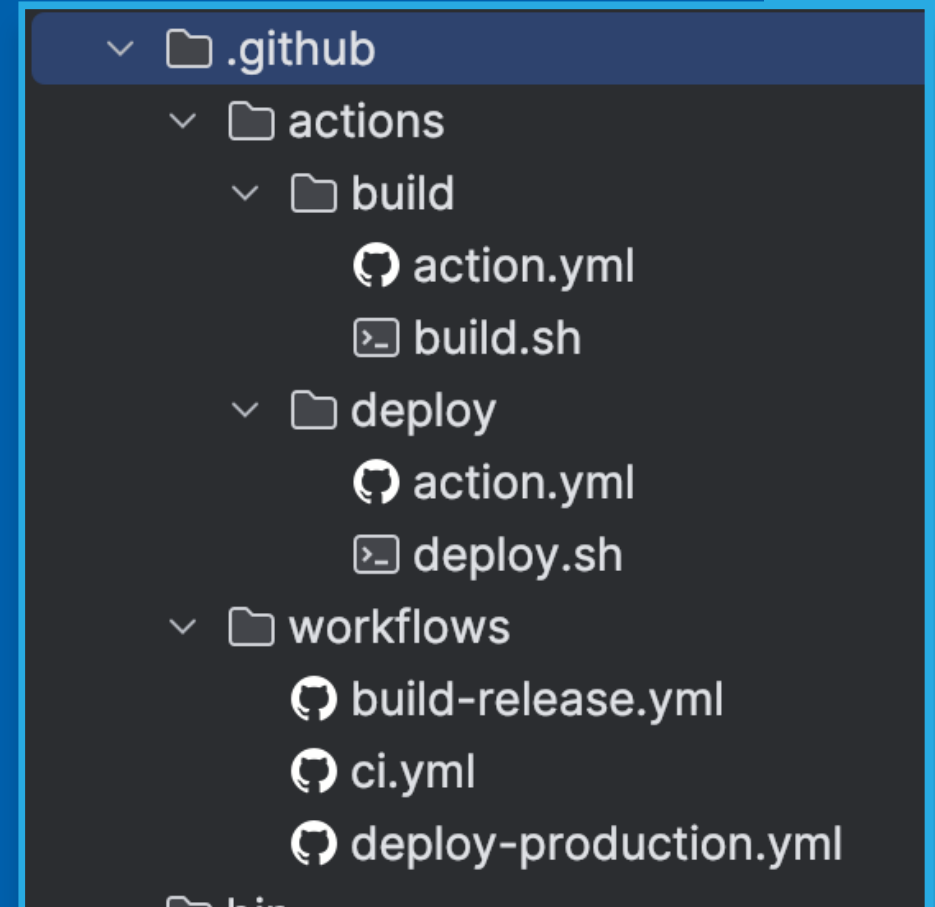 .github
actions
build
action.yml
build.sh
deploy
action.yml
deploy.sh
workflows
build-release.yml
ci.yml
deploy-production.yml